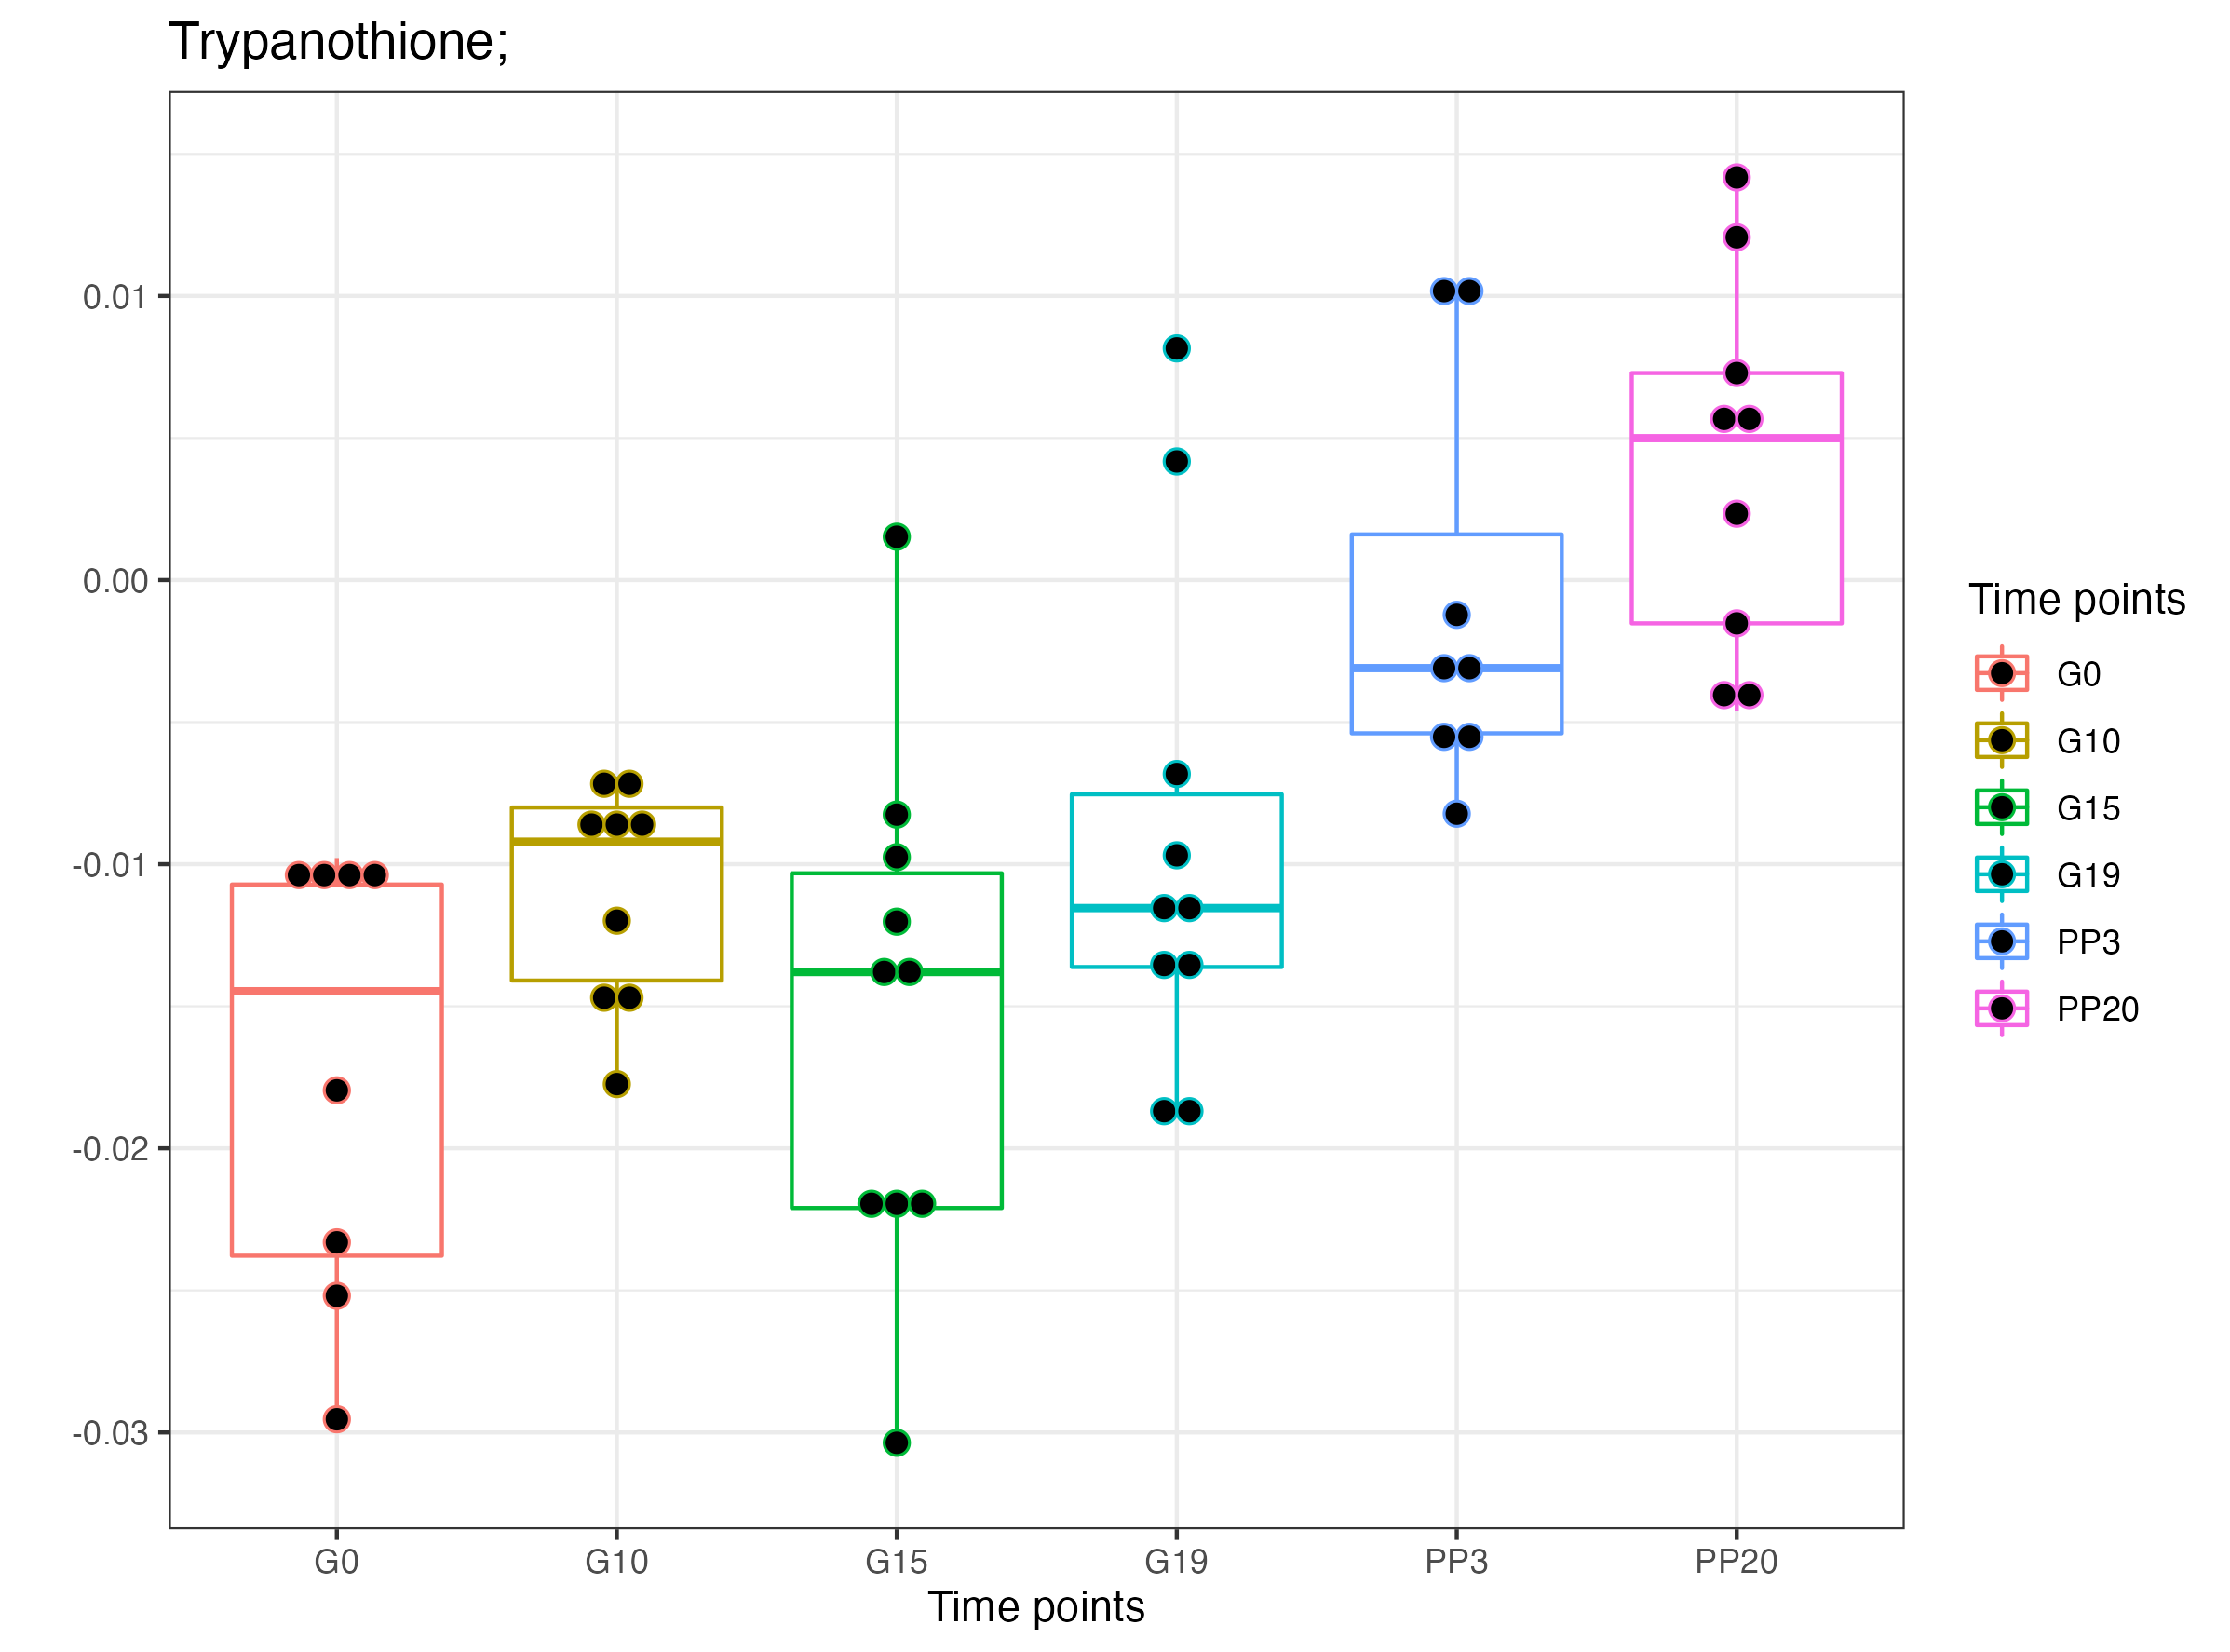 Trypanothione;
0.01
0.00
-0.01
-0.02
-0.03
G0 G10 G15 G19 PP3 PP20
Time points
Time points
G0
G10
G15
G19
PP3
PP20